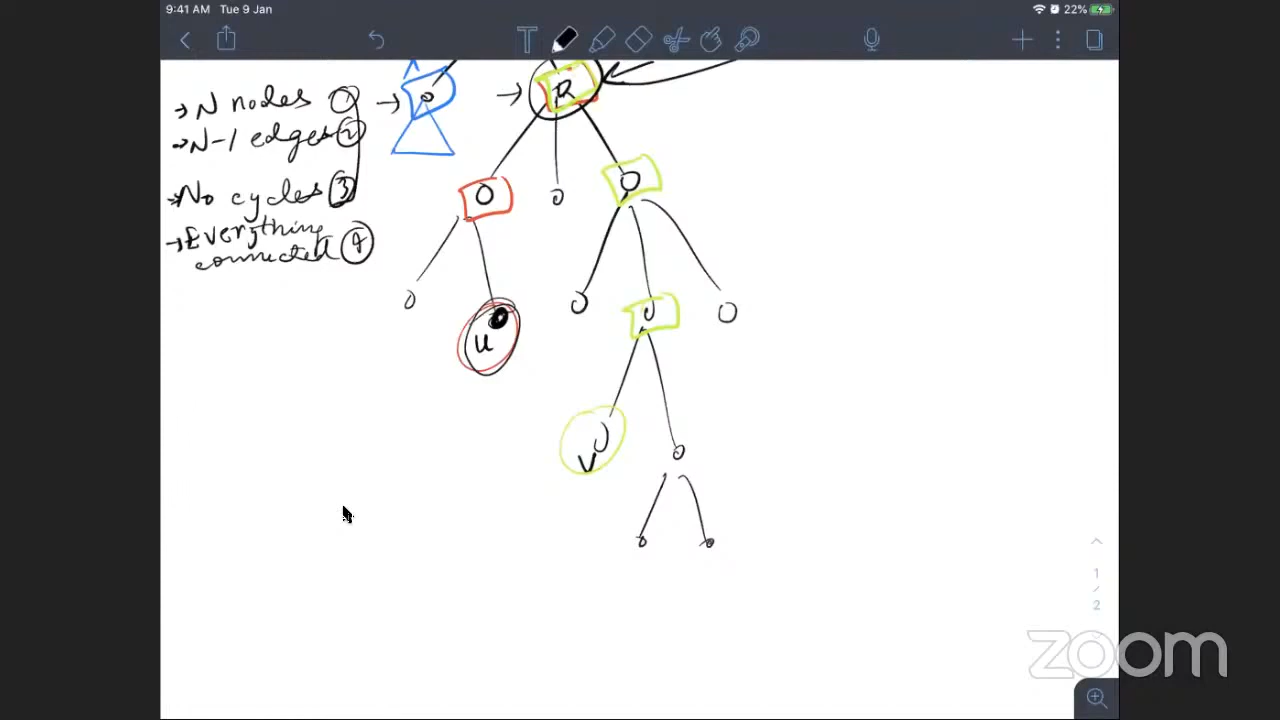 9:41 AM Tue 9 Jan
22%
T
→ N nodes ①
→ N-1 edges ②
→ No cycles ③
→ Everything
connected ④
R
U
V
1
/
2
zoom